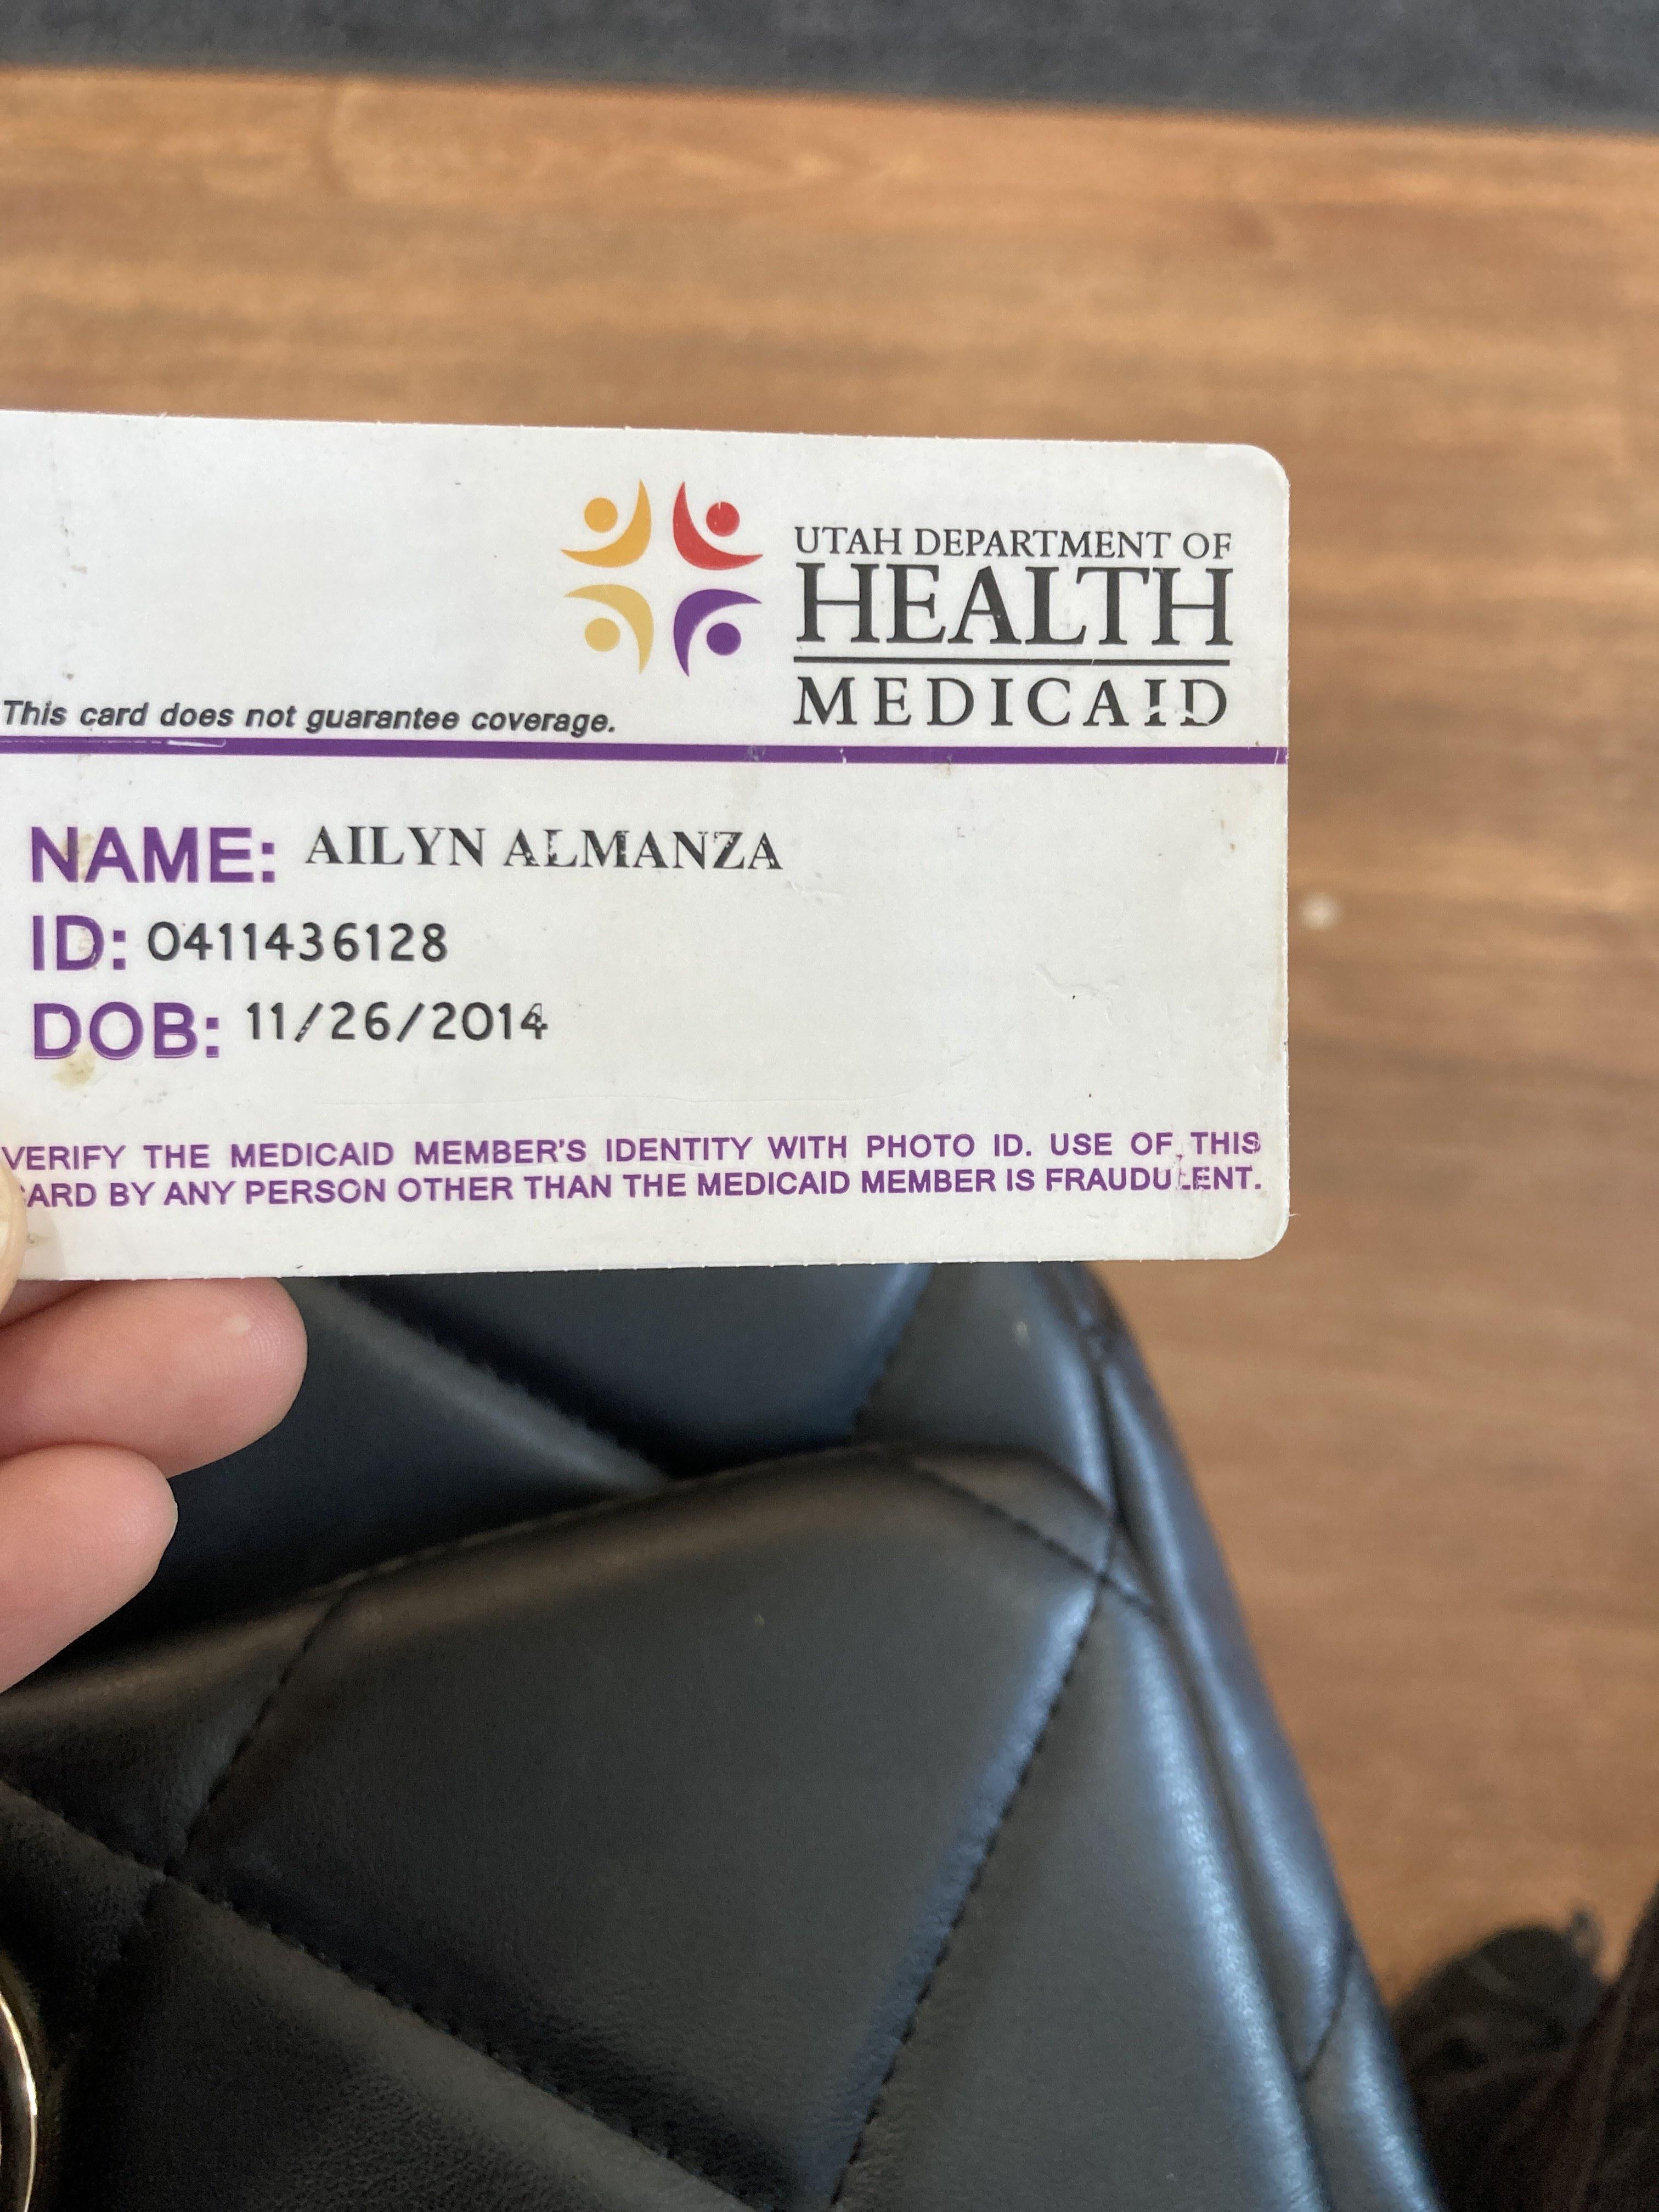 UTAH DEPARTMENT OF
HEALTH
MEDICAID
This card does not guarantee coverage.
NAME: AILYN ALMANZA
ID: 0411436128
DOB: 11/26/2014
VERIFY THE MEDICAID MEMBER'S IDENTITY WITH PHOTO ID. USE OF THIS
CARD BY ANY PERSON OTHER THAN THE MEDICAID MEMBER IS FRAUDULENT.